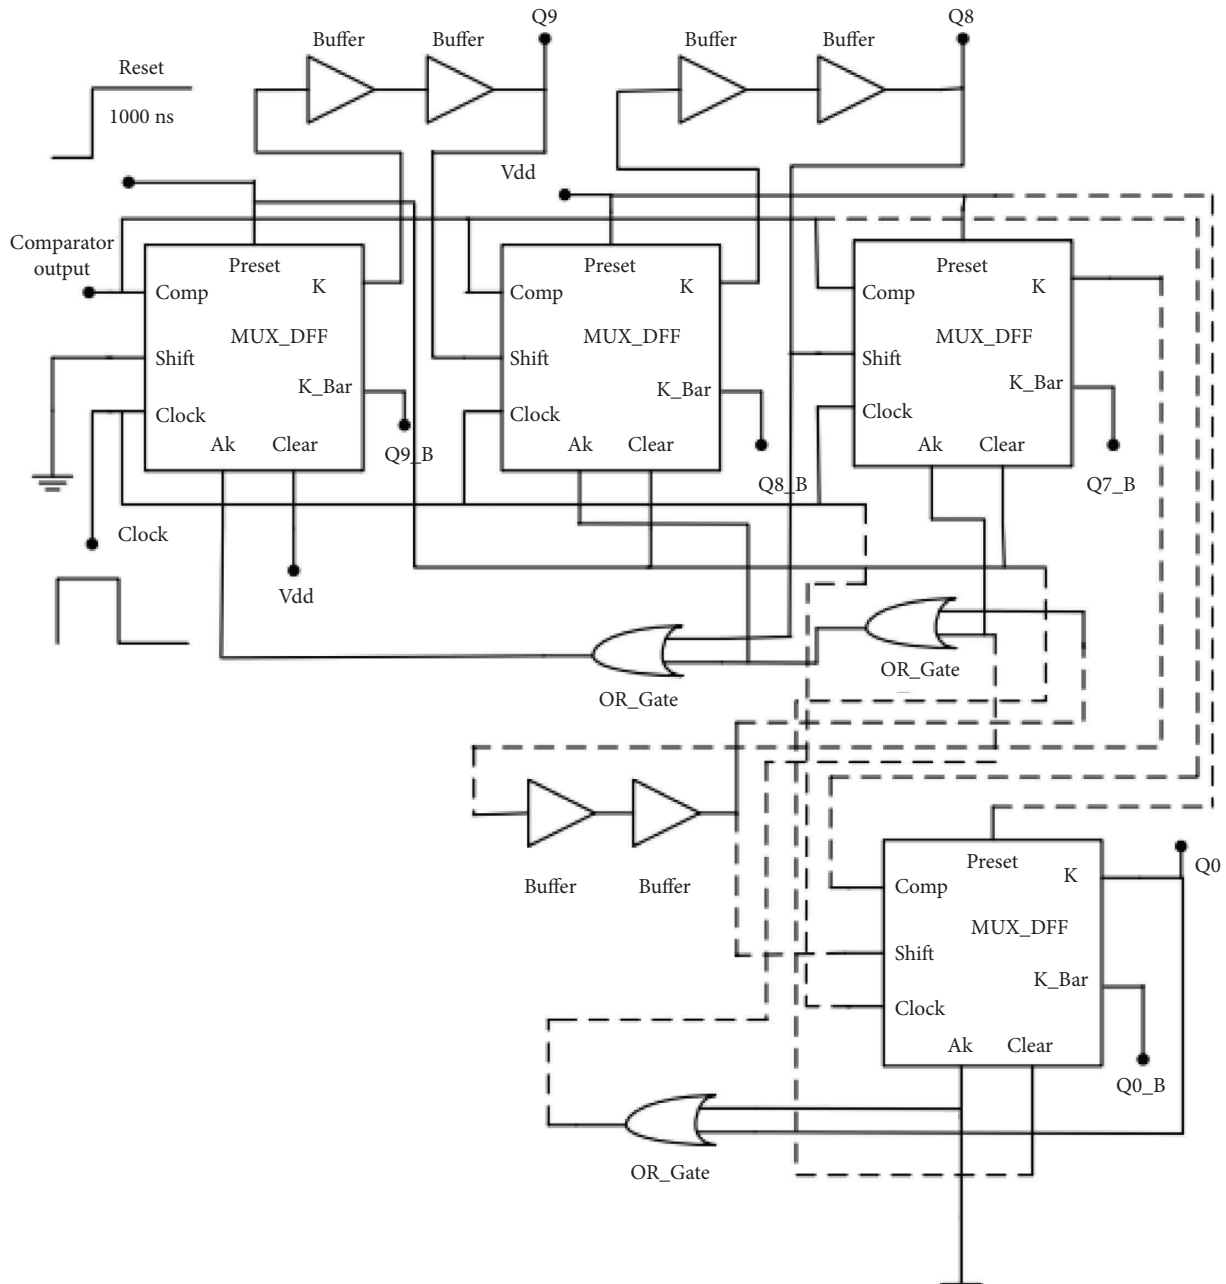 Q9
Q8
Buffer
Buffer
Buffer
Buffer
Reset
1000 ns
Vdd
Comparator
output
Preset
K
Comp
MUX_DFF
Shift
K_Bar
Clock
Ak
Clear
Q9_B
Preset
K
Comp
MUX_DFF
Shift
K_Bar
Clock
Ak
Clear
Q8_B
Preset
K
Comp
MUX_DFF
Shift
K_Bar
Clock
Ak
Clear
Q7_B
Clock
Vdd
OR_Gate
OR_Gate
Buffer
Buffer
Preset
K
Q0
Comp
MUX_DFF
Shift
K_Bar
Clock
Ak
Clear
Q0_B
OR_Gate